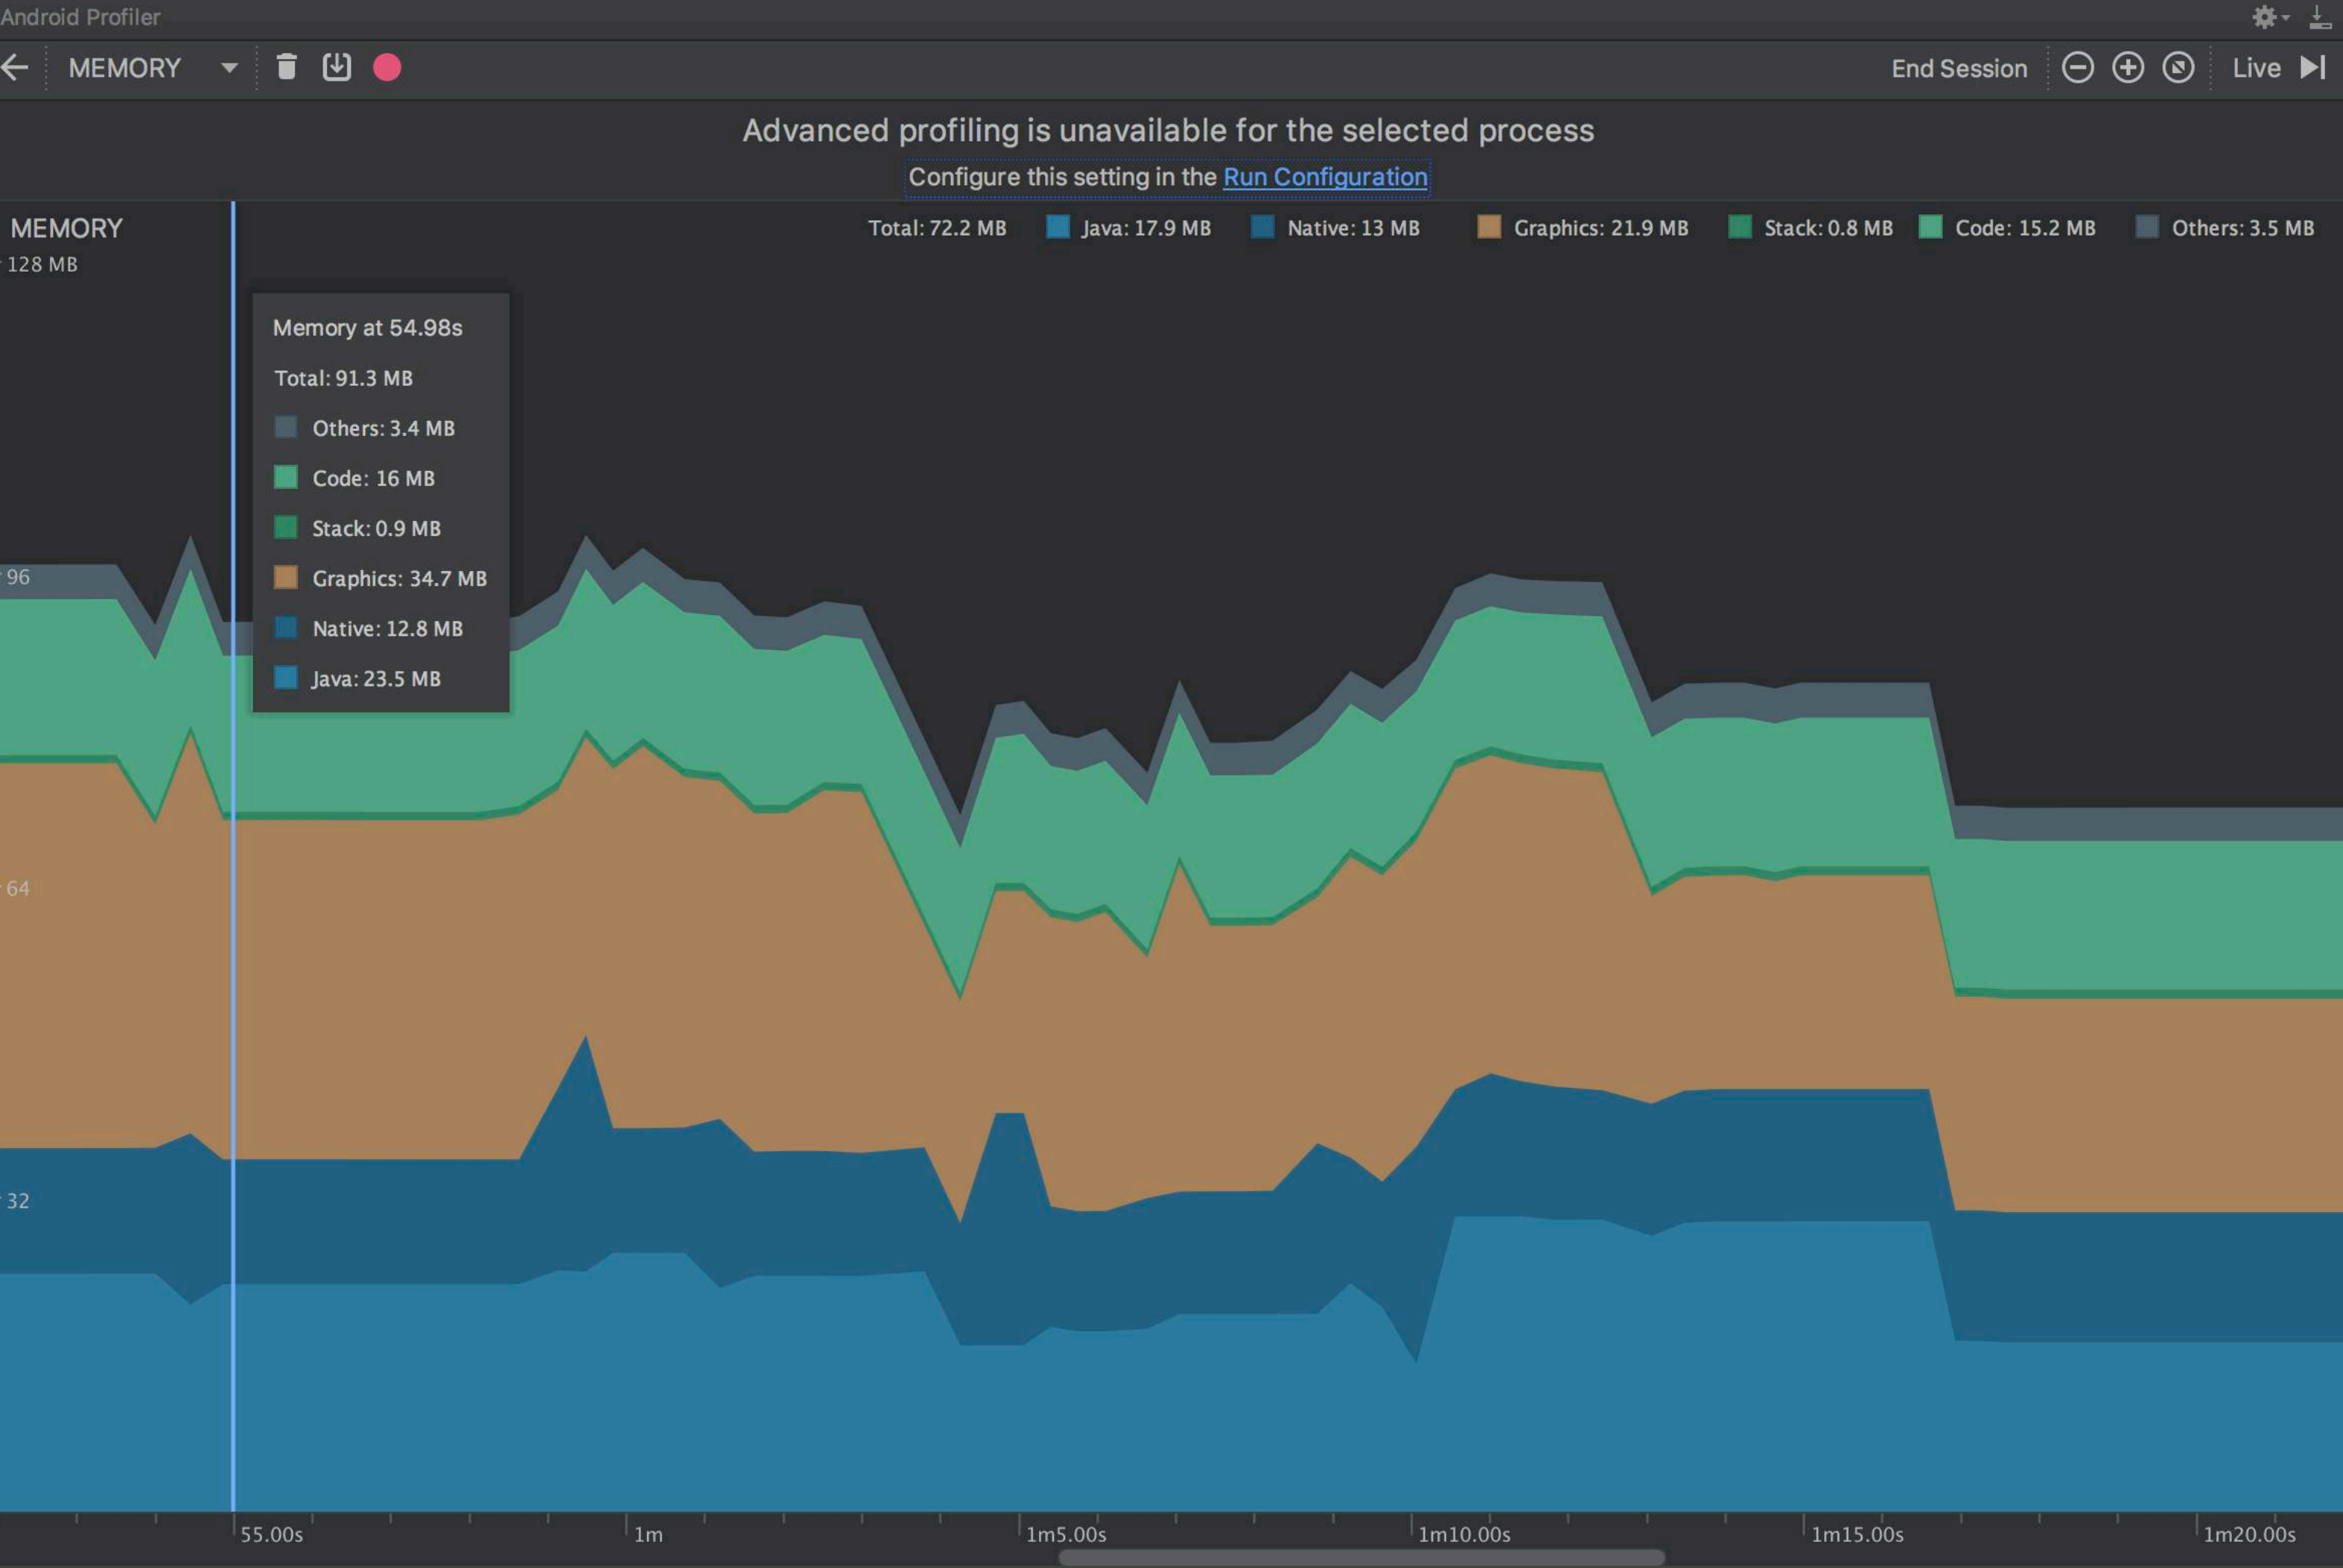 Android Profiler
MEMORY
End Session
Live
Advanced profiling is unavailable for the selected process
Configure this setting in the Run Configuration
MEMORY
Total: 72.2 MB Java: 17.9 MB Native: 13 MB Graphics: 21.9 MB Stack: 0.8 MB Code: 15.2 MB Others: 3.5 MB
128 MB
Memory at 54.98s
Total: 91.3 MB
Others: 3.4 MB
Code: 16 MB
Stack: 0.9 MB
Graphics: 34.7 MB
Native: 12.8 MB
Java: 23.5 MB
96
64
32
55.00s 1m 1m5.00s 1m10.00s 1m15.00s 1m20.00s